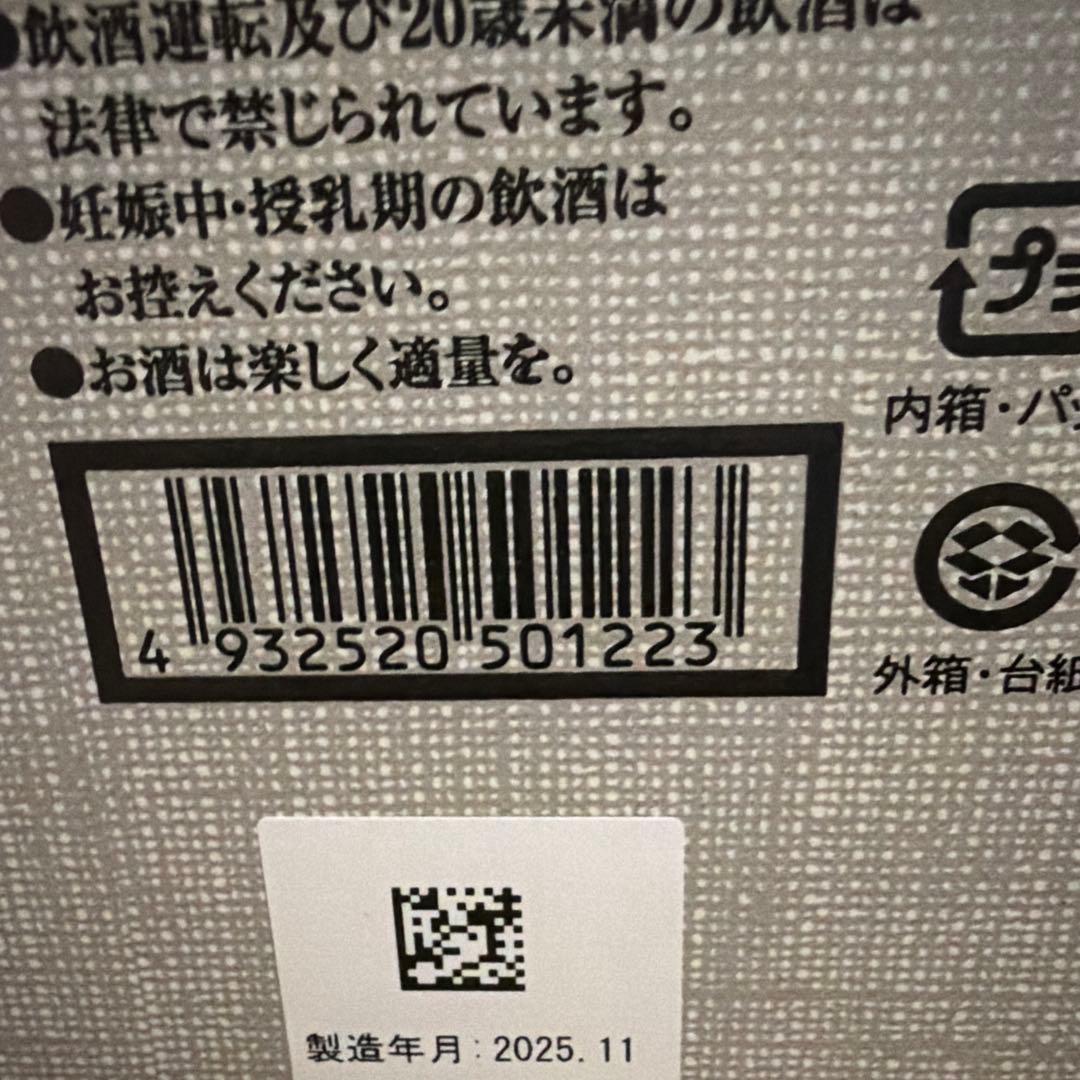 ●飲酒運転及び20歳未満の飲酒は
法律で禁じられています。
●妊娠中・授乳期の飲酒は
お控えください。
●お酒は楽しく適量を。
プラ
内箱・パッ
4 932520 501223
外箱・台紙
製造年月:2025.11